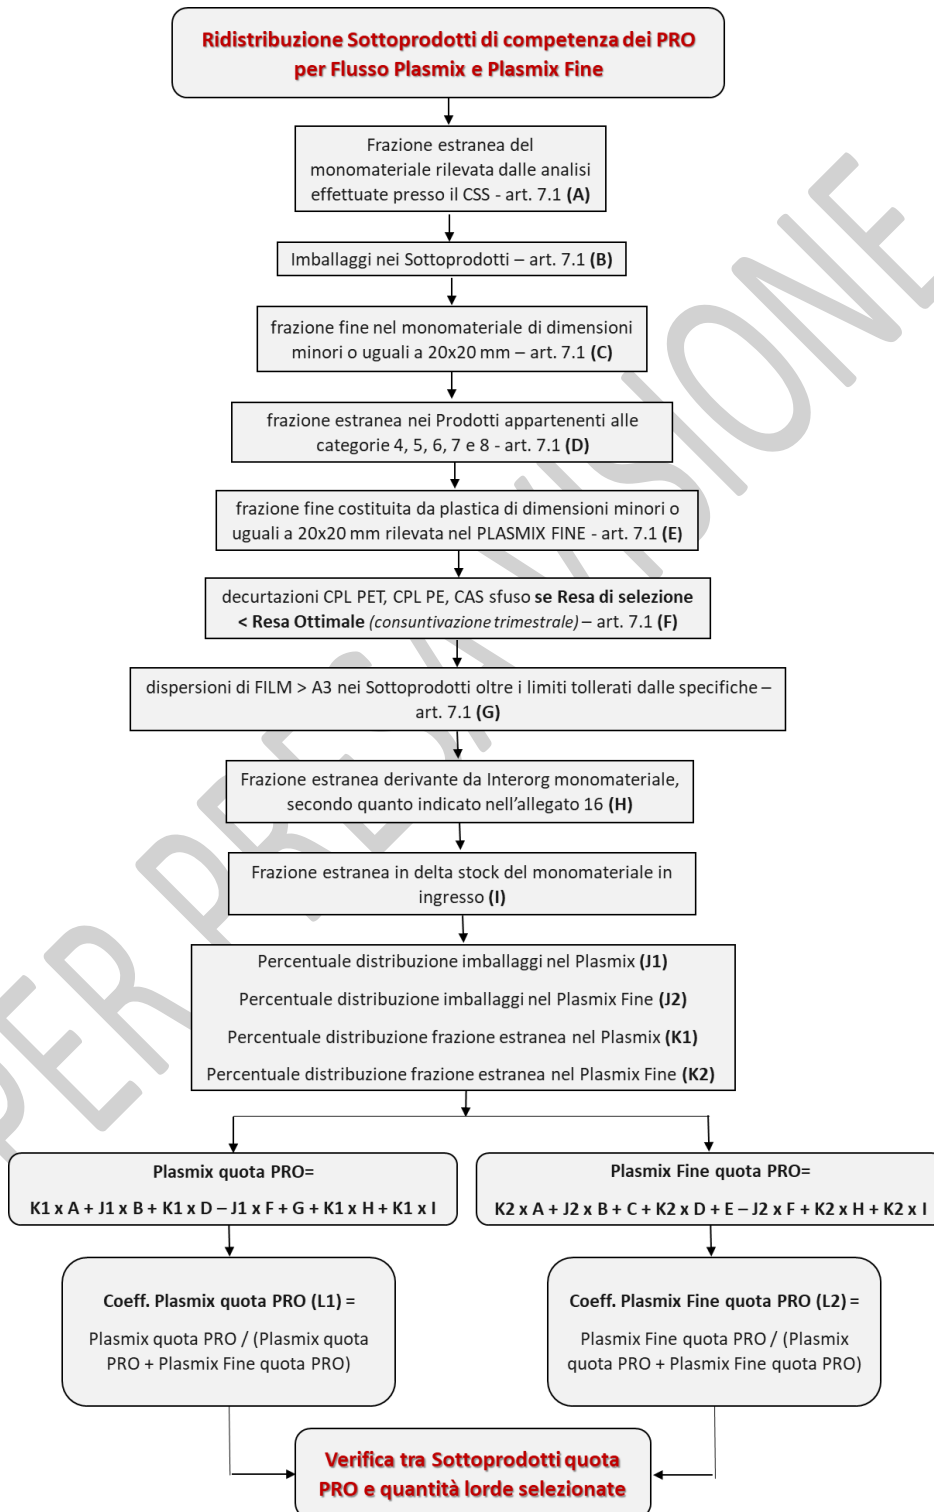 Ridistribuzione Sottoprodotti di competenza dei PRO
per Flusso Plasmix e Plasmix Fine
Frazione estranea del
monomateriale rilevata dalle analisi
effettuate presso il CSS - art. 7.1 (A)
Imballaggi nei Sottoprodotti – art. 7.1 (B)
frazione fine nel monomateriale di dimensioni
minori o uguali a 20x20 mm – art. 7.1 (C)
frazione estranea nei Prodotti appartenenti alle
categorie 4, 5, 6, 7 e 8 - art. 7.1 (D)
frazione fine costituita da plastica di dimensioni minori o
uguali a 20x20 mm rilevata nel PLASMIX FINE - art. 7.1 (E)
decurtazioni CPL PET, CPL PE, CAS sfuso se Resa di selezione
< Resa Ottimale (consuntivazione trimestrale) – art. 7.1 (F)
dispersioni di FILM > A3 nei Sottoprodotti oltre i limiti tollerati dalle specifiche –
art. 7.1 (G)
Frazione estranea derivante da Interorg monomateriale,
secondo quanto indicato nell'allegato 16 (H)
Frazione estranea in delta stock del monomateriale in
ingresso (I)
Percentuale distribuzione imballaggi nel Plasmix (J1)
Percentuale distribuzione imballaggi nel Plasmix Fine (J2)
Percentuale distribuzione frazione estranea nel Plasmix (K1)
Percentuale distribuzione frazione estranea nel Plasmix Fine (K2)
Plasmix quota PRO=
K1 x A + J1 x B + K1 x D – J1 x F + G + K1 x H + K1 x I
Plasmix Fine quota PRO=
K2 x A + J2 x B + C + K2 x D + E – J2 x F + K2 x H + K2 x I
Coeff. Plasmix quota PRO (L1) =
Plasmix quota PRO / (Plasmix quota
PRO + Plasmix Fine quota PRO)
Coeff. Plasmix Fine quota PRO (L2) =
Plasmix Fine quota PRO / (Plasmix
quota PRO + Plasmix Fine quota PRO)
Verifica tra Sottoprodotti quota
PRO e quantità lorde selezionate
PER PRESA VISIONE